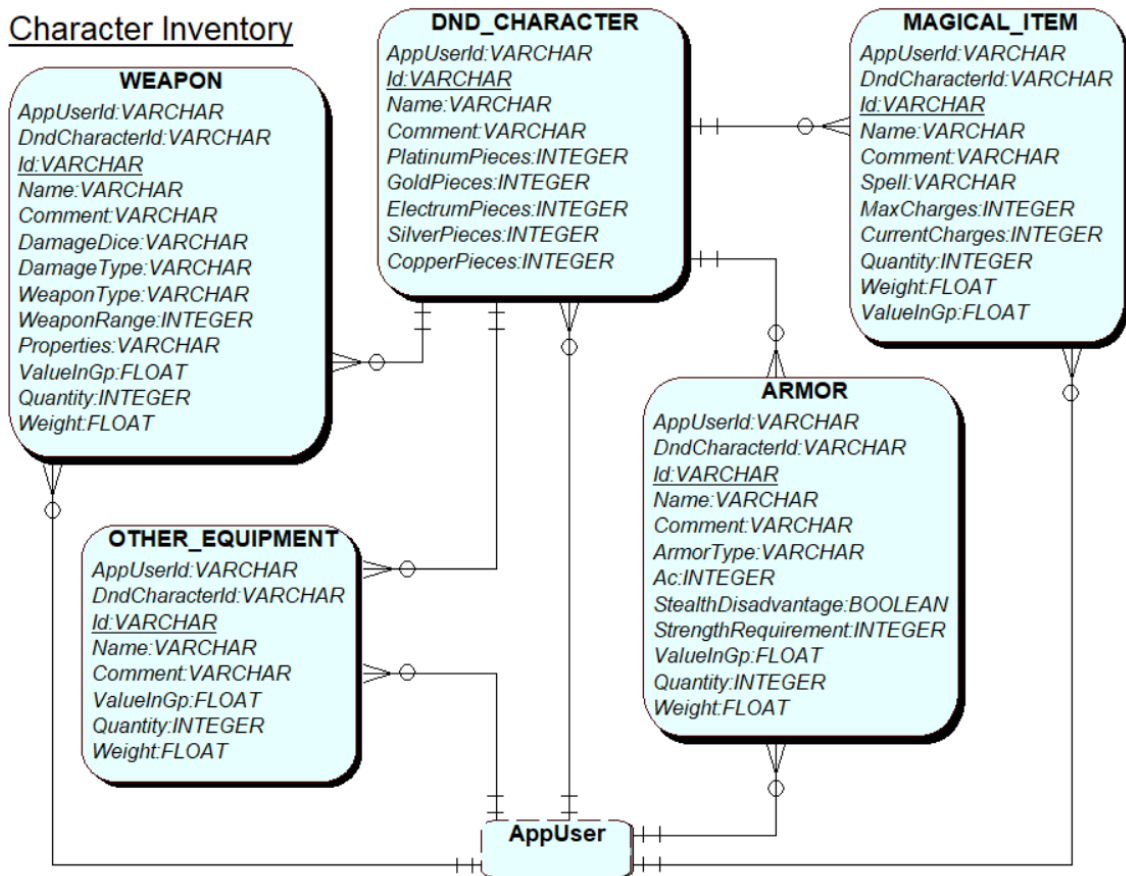 Character Inventory
WEAPON
AppUserId:VARCHAR
DndCharacterId:VARCHAR
Id:VARCHAR
Name:VARCHAR
Comment:VARCHAR
DamageDice:VARCHAR
DamageType:VARCHAR
WeaponType:VARCHAR
WeaponRange:INTEGER
Properties:VARCHAR
ValueInGp:FLOAT
Quantity:INTEGER
Weight:FLOAT
DND_CHARACTER
AppUserId:VARCHAR
Id:VARCHAR
Name:VARCHAR
Comment:VARCHAR
PlatinumPieces:INTEGER
GoldPieces:INTEGER
ElectrumPieces:INTEGER
SilverPieces:INTEGER
CopperPieces:INTEGER
MAGICAL_ITEM
AppUserId:VARCHAR
DndCharacterId:VARCHAR
Id:VARCHAR
Name:VARCHAR
Comment:VARCHAR
Spell:VARCHAR
MaxCharges:INTEGER
CurrentCharges:INTEGER
Quantity:INTEGER
Weight:FLOAT
ValueInGp:FLOAT
ARMOR
AppUserId:VARCHAR
DndCharacterId:VARCHAR
Id:VARCHAR
Name:VARCHAR
Comment:VARCHAR
ArmorType:VARCHAR
Ac:INTEGER
StealthDisadvantage:BOOLEAN
StrengthRequirement:INTEGER
ValueInGp:FLOAT
Quantity:INTEGER
Weight:FLOAT
OTHER_EQUIPMENT
AppUserId:VARCHAR
DndCharacterId:VARCHAR
Id:VARCHAR
Name:VARCHAR
Comment:VARCHAR
ValueInGp:FLOAT
Quantity:INTEGER
Weight:FLOAT
AppUser